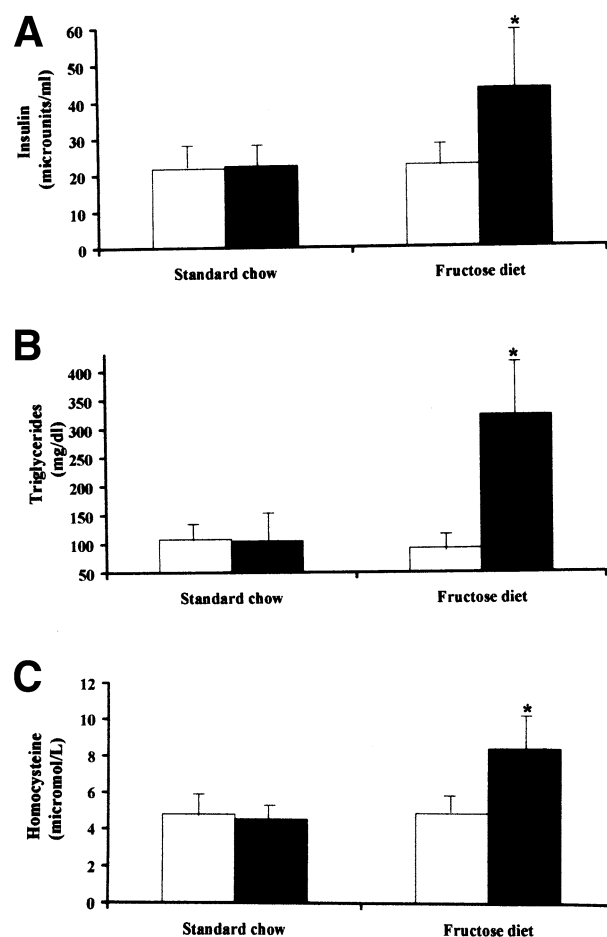 A
Insulin
(microunits/ml)
60
50
40
30
20
10
0
*
Standard chow
Fructose diet
B
Triglycerides
(mg/dl)
400
350
300
250
200
150
100
50
*
Standard chow
Fructose diet
C
Homocysteine
(micromol/L)
12
10
8
6
4
2
0
*
Standard chow
Fructose diet